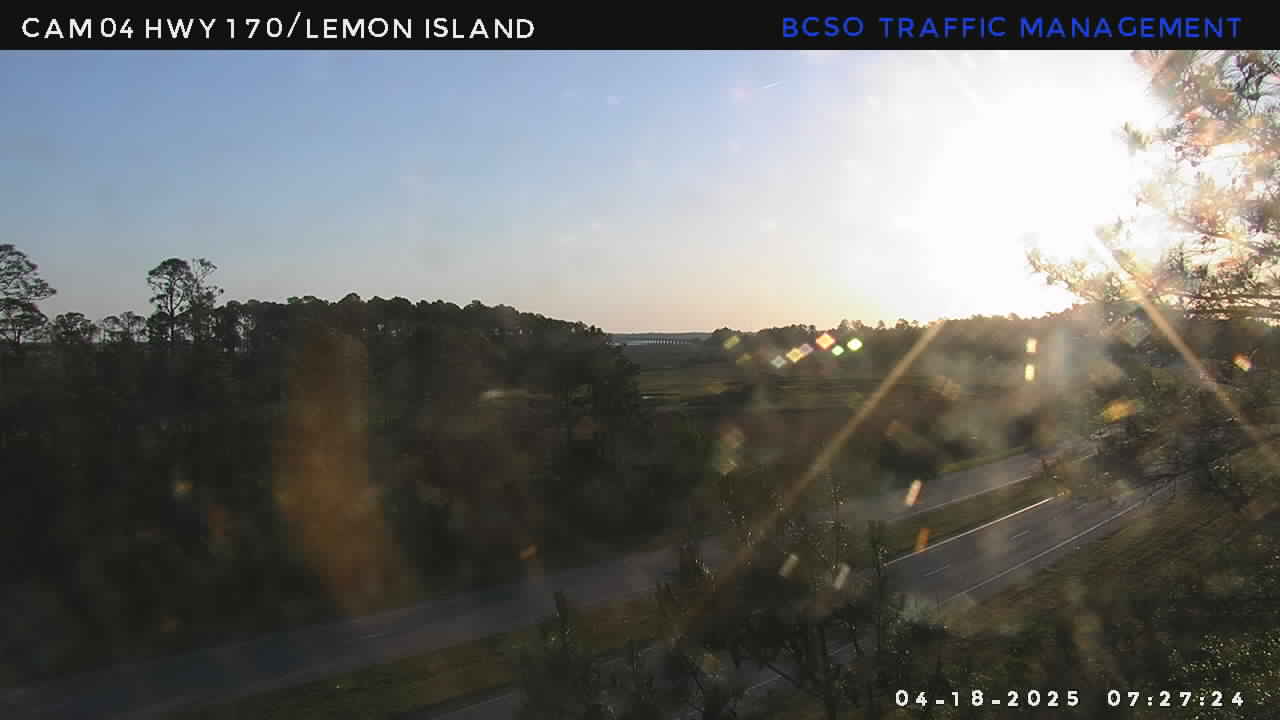 CAM04 HWY 170/LEMON ISLAND
BCSO TRAFFIC MANAGEMENT
04-18-2025 07:27:24